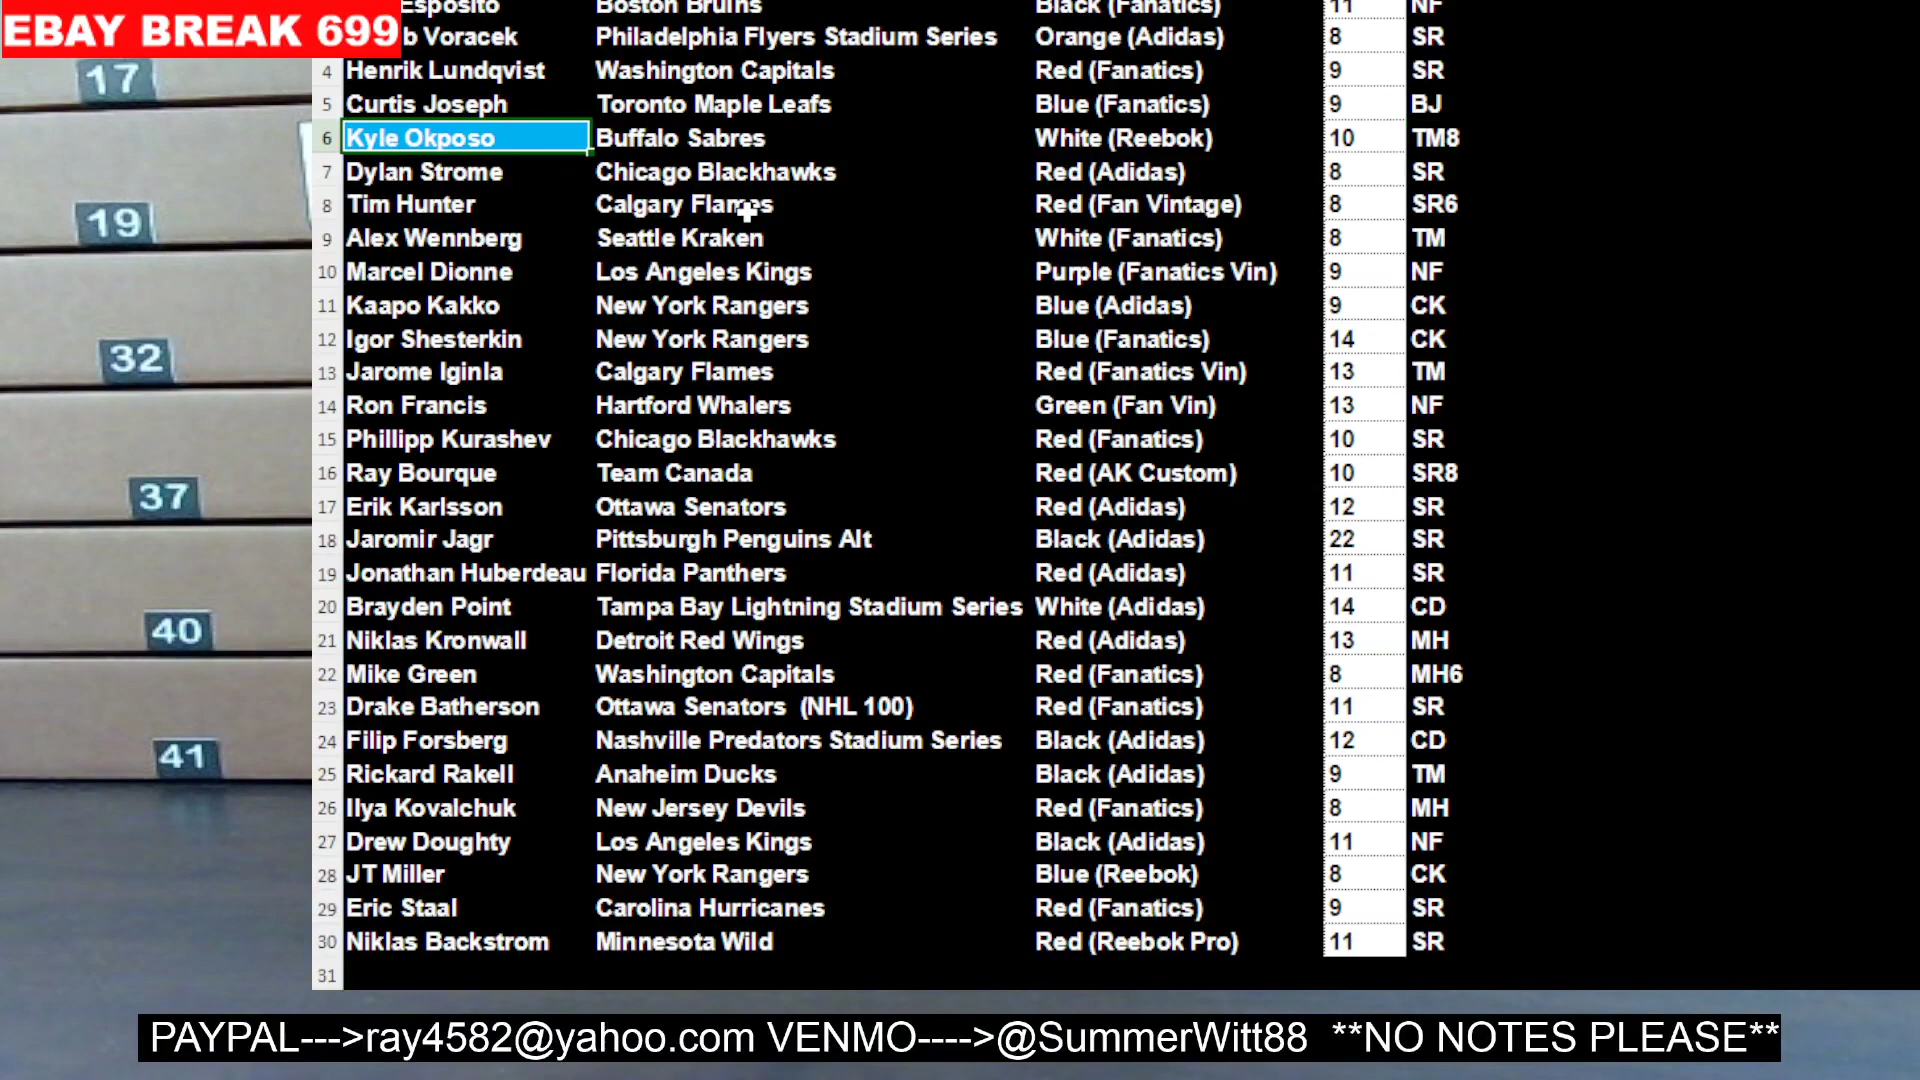 EBAY BREAK 699
Esposito Boston Bruins Black (Fanatics) 11 NF
b Voracek Philadelphia Flyers Stadium Series Orange (Adidas) 8 SR
4 Henrik Lundqvist Washington Capitals Red (Fanatics) 9 SR
5 Curtis Joseph Toronto Maple Leafs Blue (Fanatics) 9 BJ
6 Kyle Okposo Buffalo Sabres White (Reebok) 10 TM8
7 Dylan Strome Chicago Blackhawks Red (Adidas) 8 SR
8 Tim Hunter Calgary Flames Red (Fan Vintage) 8 SR6
9 Alex Wennberg Seattle Kraken White (Fanatics) 8 TM
10 Marcel Dionne Los Angeles Kings Purple (Fanatics Vin) 9 NF
11 Kaapo Kakko New York Rangers Blue (Adidas) 9 CK
12 Igor Shesterkin New York Rangers Blue (Fanatics) 14 CK
13 Jarome Iginla Calgary Flames Red (Fanatics Vin) 13 TM
14 Ron Francis Hartford Whalers Green (Fan Vin) 13 NF
15 Phillipp Kurashev Chicago Blackhawks Red (Fanatics) 10 SR
16 Ray Bourque Team Canada Red (AK Custom) 10 SR8
17 Erik Karlsson Ottawa Senators Red (Adidas) 12 SR
18 Jaromir Jagr Pittsburgh Penguins Alt Black (Adidas) 22 SR
19 Jonathan Huberdeau Florida Panthers Red (Adidas) 11 SR
20 Brayden Point Tampa Bay Lightning Stadium Series White (Adidas) 14 CD
21 Niklas Kronwall Detroit Red Wings Red (Adidas) 13 MH
22 Mike Green Washington Capitals Red (Fanatics) 8 MH6
23 Drake Batherson Ottawa Senators (NHL 100) Red (Fanatics) 11 SR
24 Filip Forsberg Nashville Predators Stadium Series Black (Adidas) 12 CD
25 Rickard Rakell Anaheim Ducks Black (Adidas) 9 TM
26 Ilya Kovalchuk New Jersey Devils Red (Fanatics) 8 MH
27 Drew Doughty Los Angeles Kings Black (Adidas) 11 NF
28 JT Miller New York Rangers Blue (Reebok) 8 CK
29 Eric Staal Carolina Hurricanes Red (Fanatics) 9 SR
30 Niklas Backstrom Minnesota Wild Red (Reebok Pro) 11 SR
31
17
19
32
37
40
41
PAYPAL--->ray4582@yahoo.com VENMO---->@SummerWitt88 **NO NOTES PLEASE**